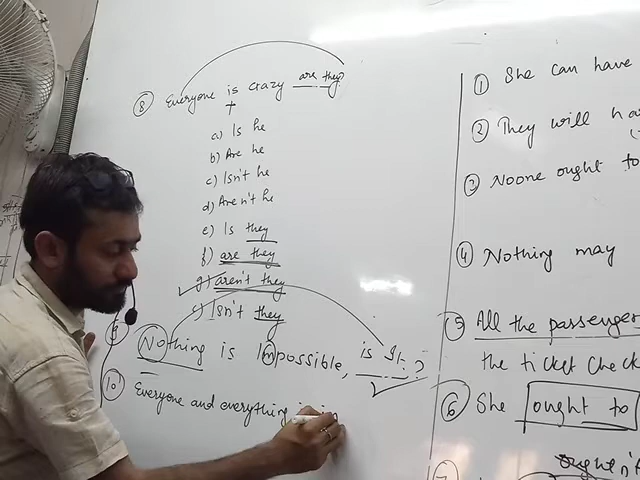 ⑧ Everyone is crazy are they?
+
a) Is he
b) Are he
c) Isn't he
d) Aren't he
e) Is they
f) are they
g) aren't they
c) Isn't they
⑨ Nothing is Impossible, is It?
⑩ Everyone and everything
① She can have
② They will ha
③ Noone ought to
④ Nothing may
⑤ All the passenger
the ticket check
⑥ She ought to
⑦
oughtn't